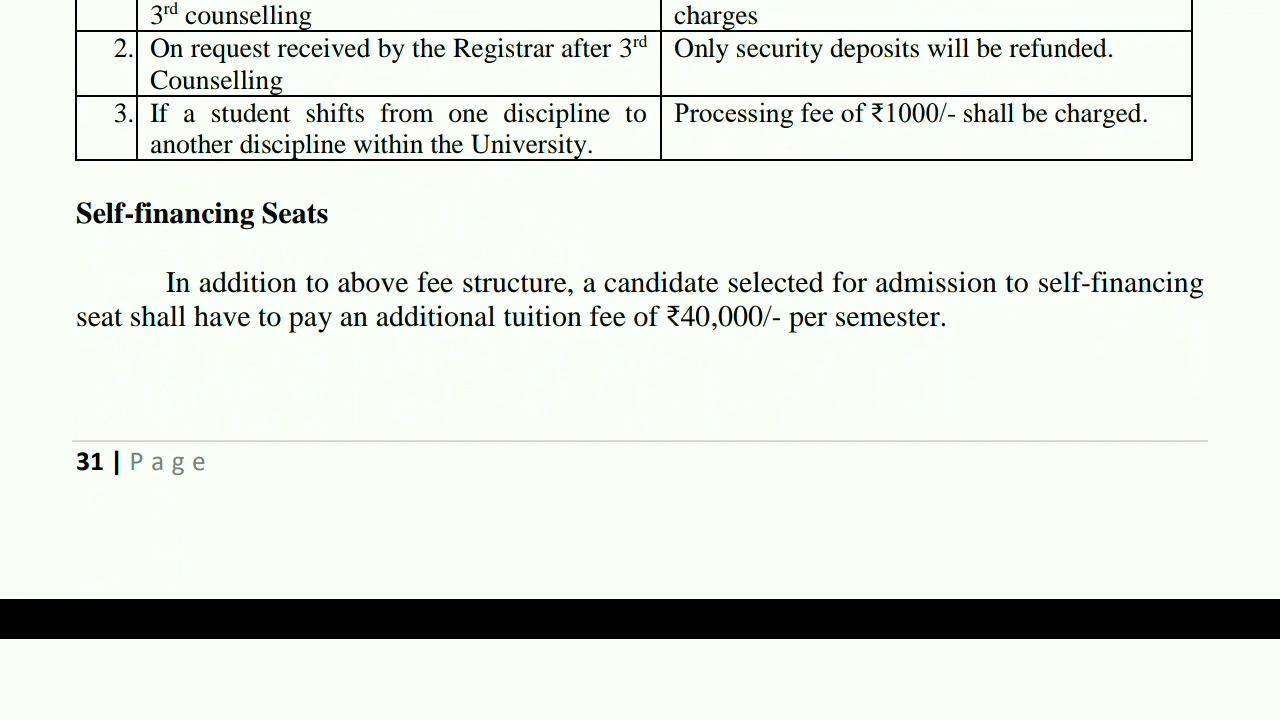 3rd counselling charges
2. On request received by the Registrar after 3rd Only security deposits will be refunded.
Counselling
3. If a student shifts from one discipline to Processing fee of ₹1000/- shall be charged.
another discipline within the University.
Self-financing Seats
In addition to above fee structure, a candidate selected for admission to self-financing
seat shall have to pay an additional tuition fee of ₹40,000/- per semester.
31 | Page